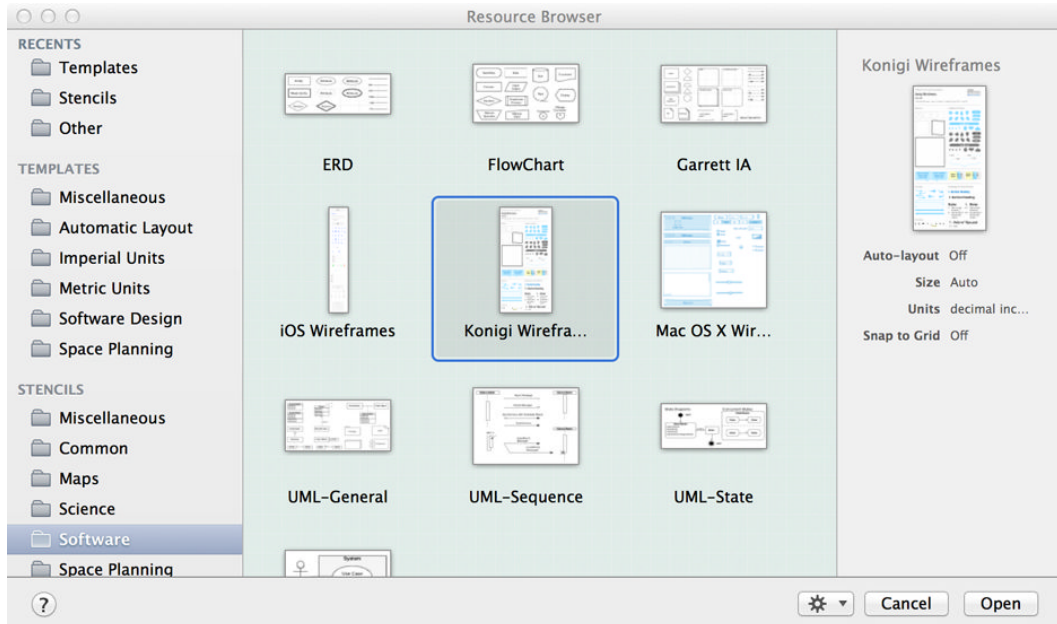 Resource Browser
RECENTS
Templates
Stencils
Other
TEMPLATES
Miscellaneous
Automatic Layout
Imperial Units
Metric Units
Software Design
Space Planning
STENCILS
Miscellaneous
Common
Maps
Science
Software
Space Planning
ERD
FlowChart
Garrett IA
iOS Wireframes
Konigi Wirefra...
Mac OS X Wir...
UML-General
UML-Sequence
UML-State
System
Use Case
Konigi Wireframes
Auto-layout Off
Size Auto
Units decimal inc...
Snap to Grid Off
?
Cancel
Open